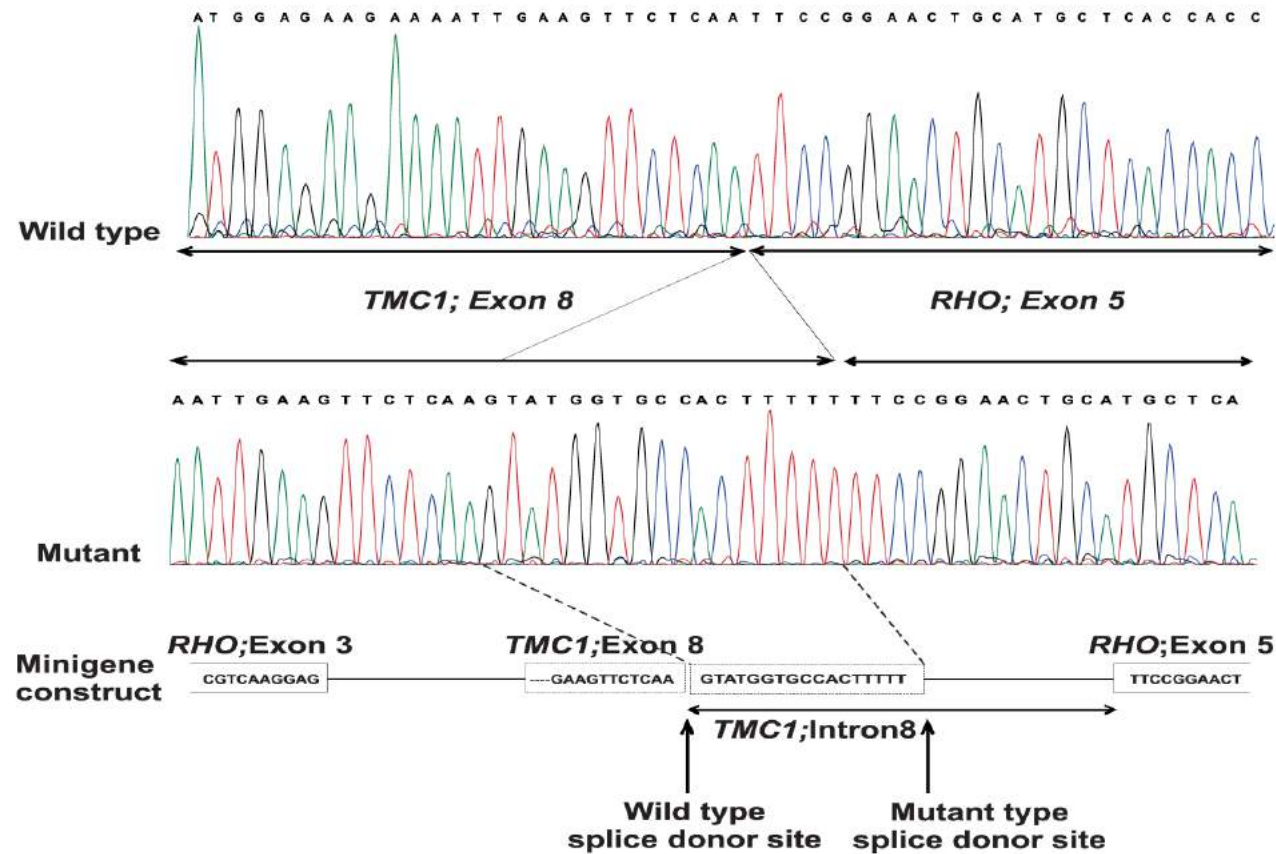 A T G G A G A A G A A A A T T G A A G T T C T C A A T T C C G G A A C T G C A T G C T C A C C A C C
Wild type
TMC1; Exon 8
RHO; Exon 5
A A T T G A A G T T C T C A A G T A T G G T G C C A C T T T T T T T C C G G A A C T G C A T G C T C A
Mutant
RHO;Exon 3
TMC1;Exon 8
RHO;Exon 5
Minigene
construct
CGTCAAGGAG
----GAAGTTCTCAA
GTATGGTGCCACTTTTT
TTCCGGAACT
TMC1;Intron8
Wild type
splice donor site
Mutant type
splice donor site